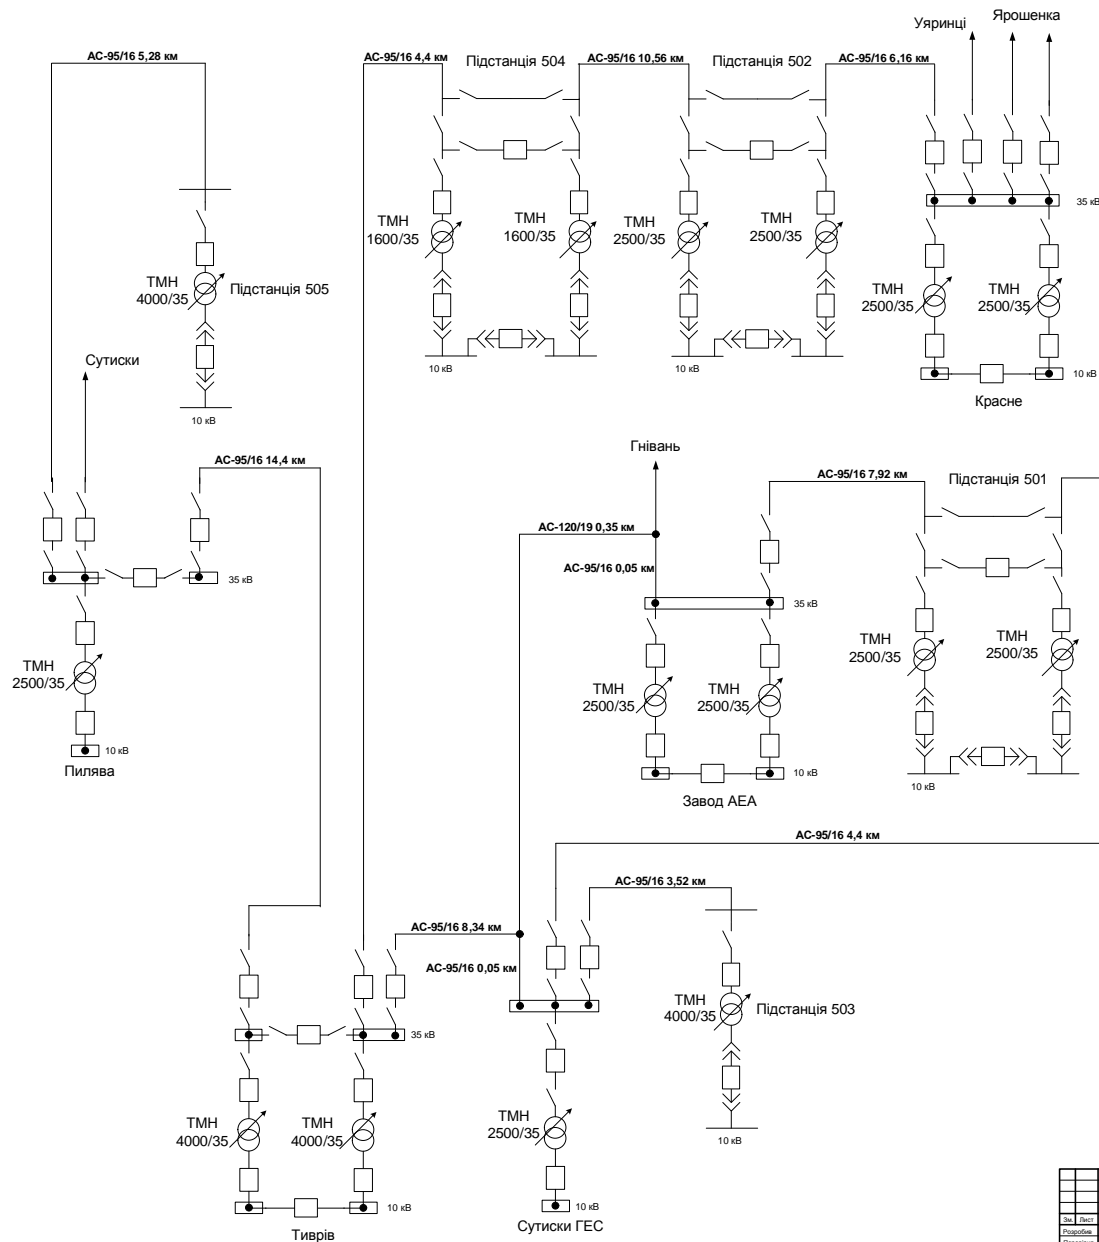 Уяринці
Ярошенка
АС-95/16 5,28 км
АС-95/16 4,4 км
Підстанція 504
АС-95/16 10,56 км
Підстанція 502
АС-95/16 6,16 км
35 кВ
ТМН
1600/35
ТМН
1600/35
ТМН
2500/35
ТМН
2500/35
ТМН
4000/35
Підстанція 505
ТМН
2500/35
ТМН
2500/35
Сутиски
10 кВ
10 кВ
10 кВ
Красне
10 кВ
Гнівань
АС-95/16 14,4 км
АС-95/16 7,92 км
Підстанція 501
АС-120/19 0,35 км
АС-95/16 0,05 км
35 кВ
35 кВ
ТМН
2500/35
ТМН
2500/35
ТМН
2500/35
ТМН
2500/35
ТМН
2500/35
10 кВ
Пилява
10 кВ
Завод АЕА
10 кВ
АС-95/16 4,4 км
АС-95/16 3,52 км
АС-95/16 8,34 км
АС-95/16 0,05 км
ТМН
4000/35
Підстанція 503
35 кВ
ТМН
4000/35
ТМН
4000/35
ТМН
2500/35
10 кВ
10 кВ
10 кВ
Тиврів
Сутиски ГЕС
Зм. Лист
Розробив